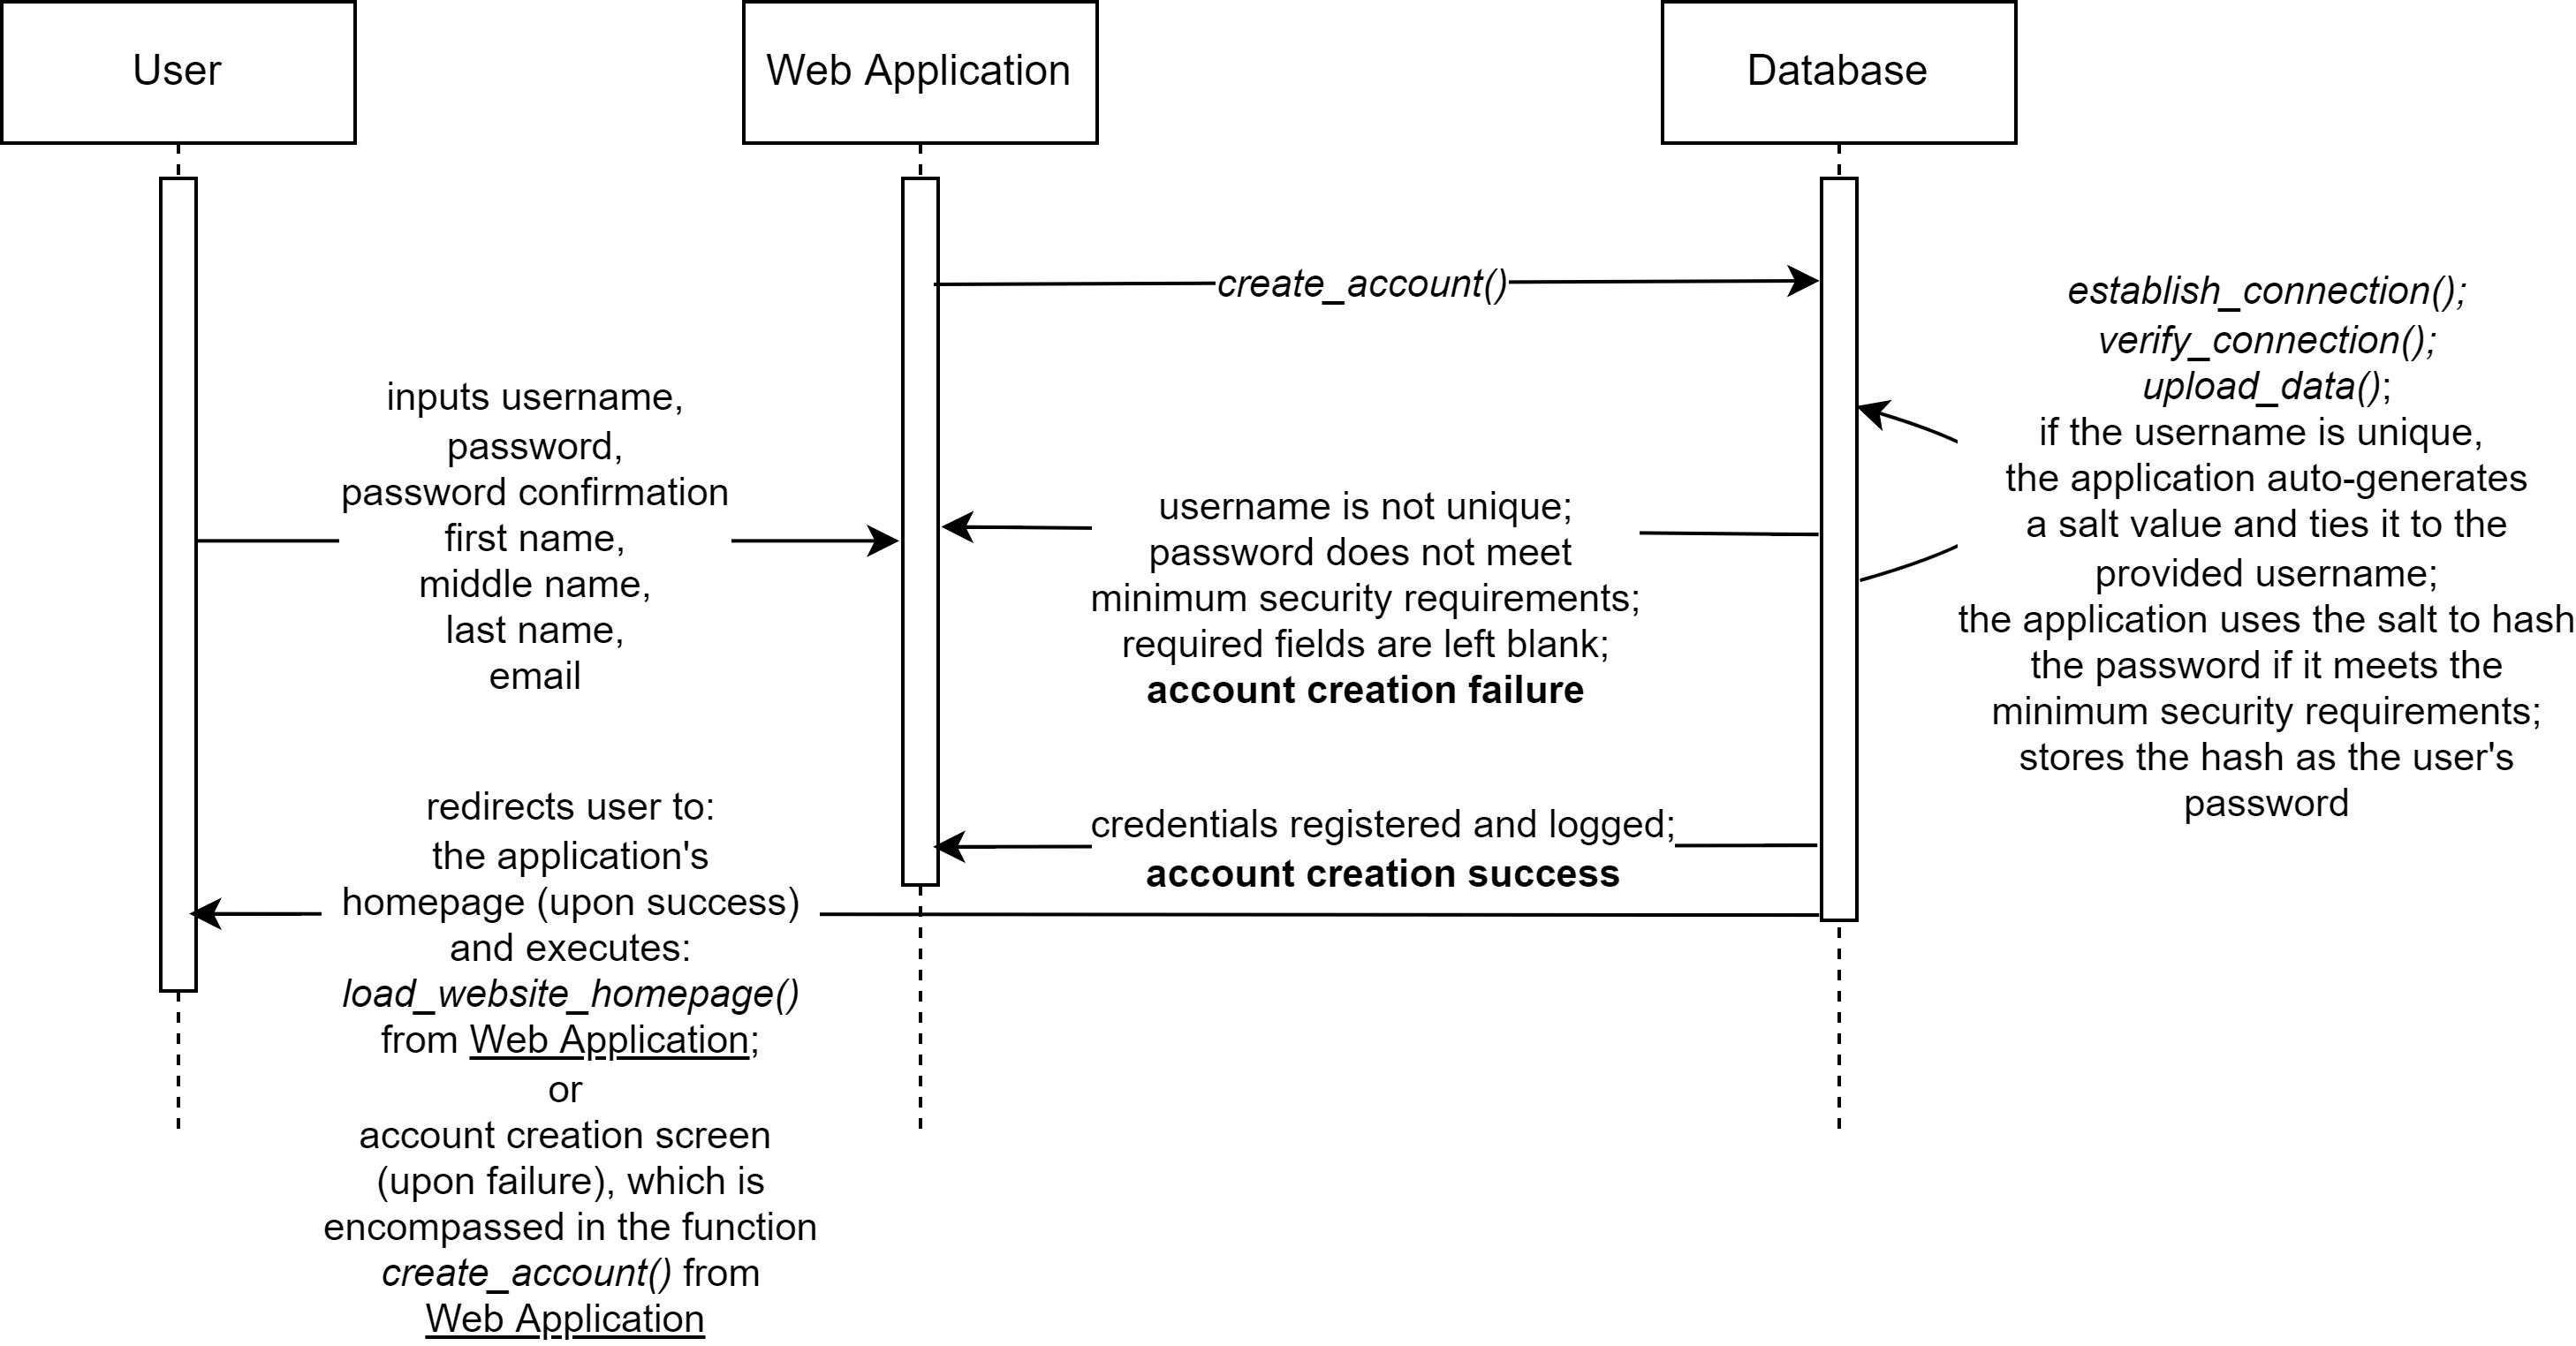 User
Web Application
Database
create_account()
establish_connection();
verify_connection();
upload_data();
if the username is unique,
the application auto-generates
a salt value and ties it to the
provided username;
the application uses the salt to hash
the password if it meets the
minimum security requirements;
stores the hash as the user's
password
inputs username,
password,
password confirmation
first name,
middle name,
last name,
email
username is not unique;
password does not meet
minimum security requirements;
required fields are left blank;
account creation failure
credentials registered and logged;
account creation success
redirects user to:
the application's
homepage (upon success)
and executes:
load_website_homepage()
from Web Application;
or
account creation screen
(upon failure), which is
encompassed in the function
create_account() from
Web Application